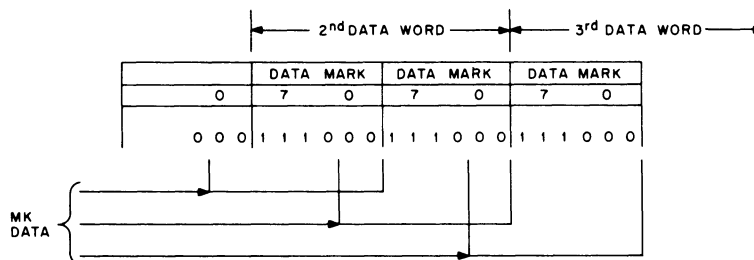 2nd DATA WORD 3rd DATA WORD
DATA MARK DATA MARK DATA MARK
0 7 0 7 0 7 0
0 0 0 1 1 1 0 0 0 1 1 1 0 0 0 1 1 1 0 0 0
MK
DATA